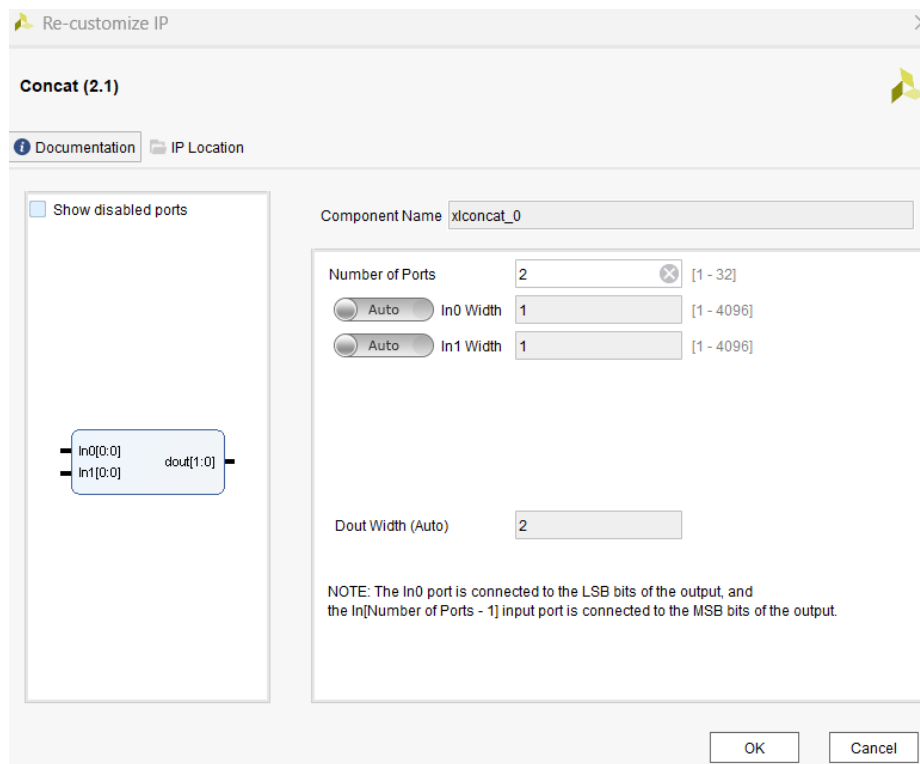 Re-customize IP
Concat (2.1)
Documentation IP Location
Show disabled ports
Component Name xlconcat_0
Number of Ports 2 [1 - 32]
Auto In0 Width 1 [1 - 4096]
Auto In1 Width 1 [1 - 4096]
In0[0:0]
In1[0:0]
dout[1:0]
Dout Width (Auto) 2
NOTE: The In0 port is connected to the LSB bits of the output, and
the In[Number of Ports - 1] input port is connected to the MSB bits of the output.
OK Cancel